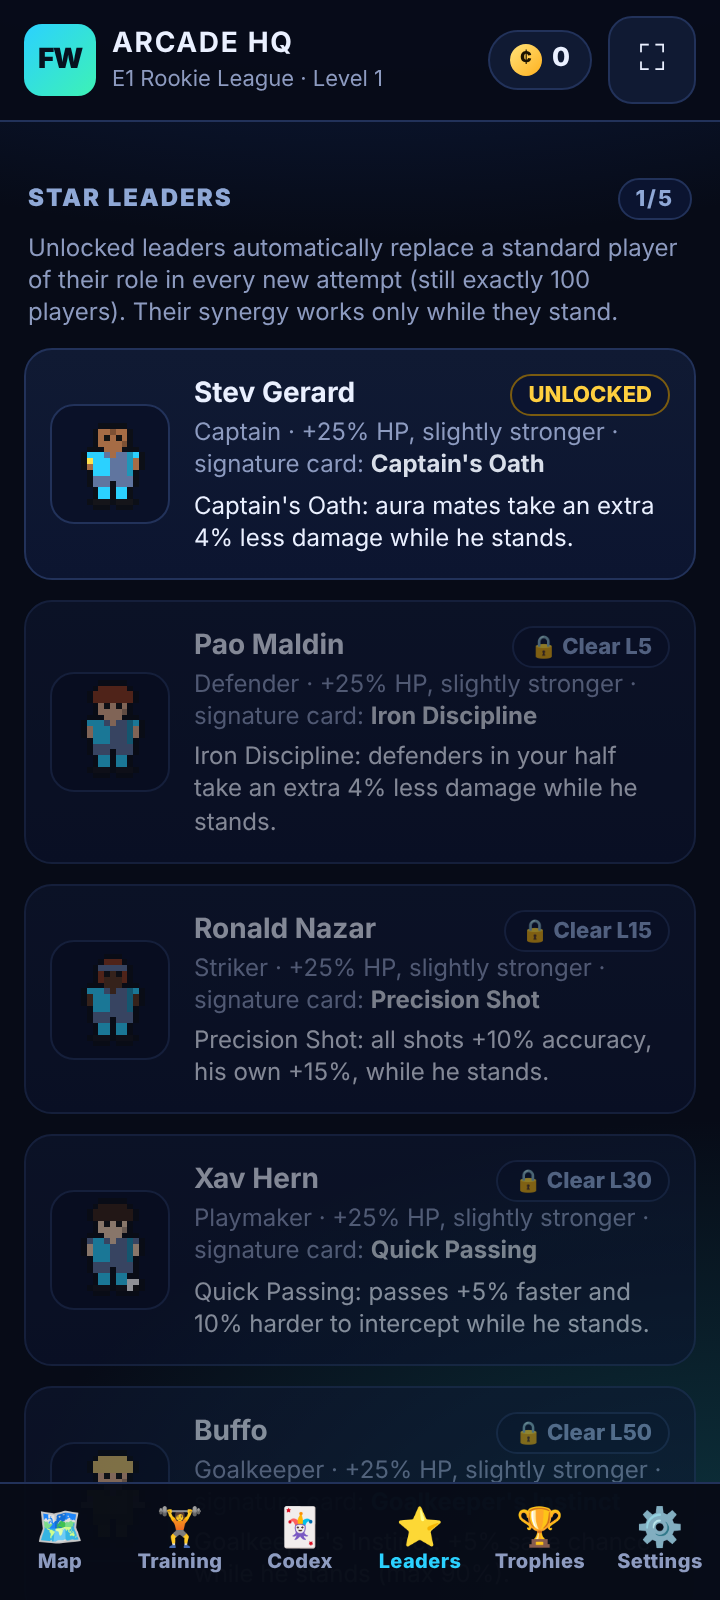 FW
ARCADE HQ
E1 Rookie League · Level 1
¢ 0
STAR LEADERS
1/5
Unlocked leaders automatically replace a standard player
of their role in every new attempt (still exactly 100
players). Their synergy works only while they stand.
Stev Gerard
UNLOCKED
Captain · +25% HP, slightly stronger ·
signature card: Captain's Oath
Captain's Oath: aura mates take an extra
4% less damage while he stands.
Pao Maldin
🔒 Clear L5
Defender · +25% HP, slightly stronger ·
signature card: Iron Discipline
Iron Discipline: defenders in your half
take an extra 4% less damage while he
stands.
Ronald Nazar
🔒 Clear L15
Striker · +25% HP, slightly stronger ·
signature card: Precision Shot
Precision Shot: all shots +10% accuracy,
his own +15%, while he stands.
Xav Hern
🔒 Clear L30
Playmaker · +25% HP, slightly stronger ·
signature card: Quick Passing
Quick Passing: passes +5% faster and
10% harder to intercept while he stands.
Buffo
🔒 Clear L50
Goalkeeper · +25% HP, slightly stronger ·
Map
Training
Codex
Leaders
Trophies
Settings